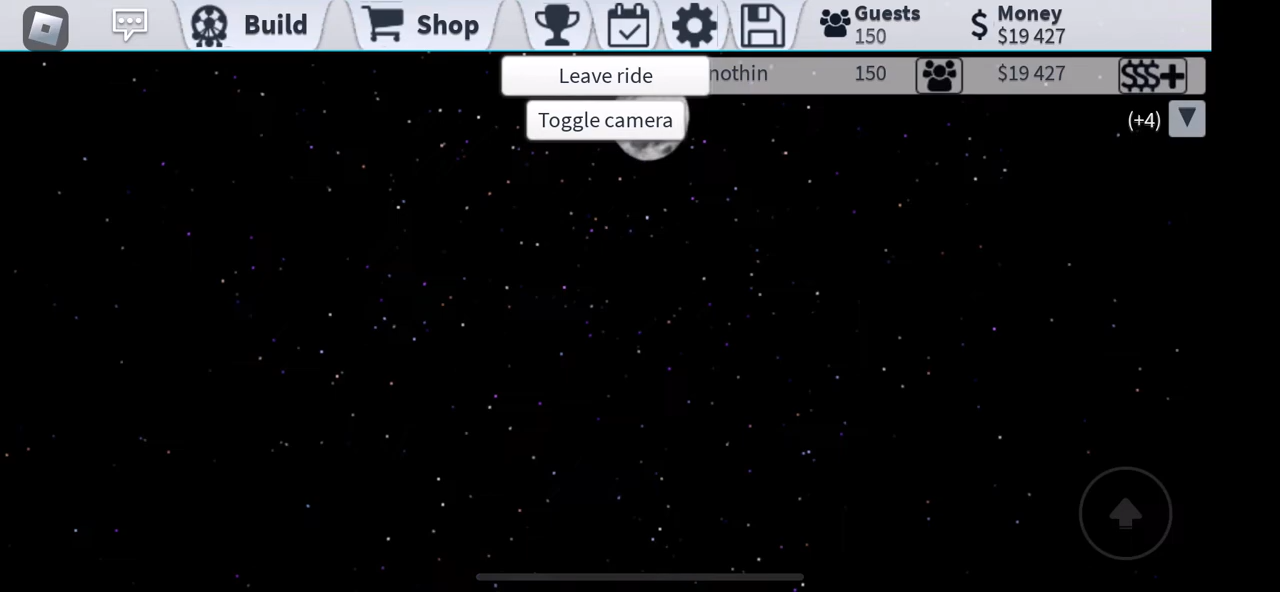 Build
Shop
Guests
150
Money
$19 427
Leave ride
nothin
150
$19 427
$$$+
Toggle camera
(+4)